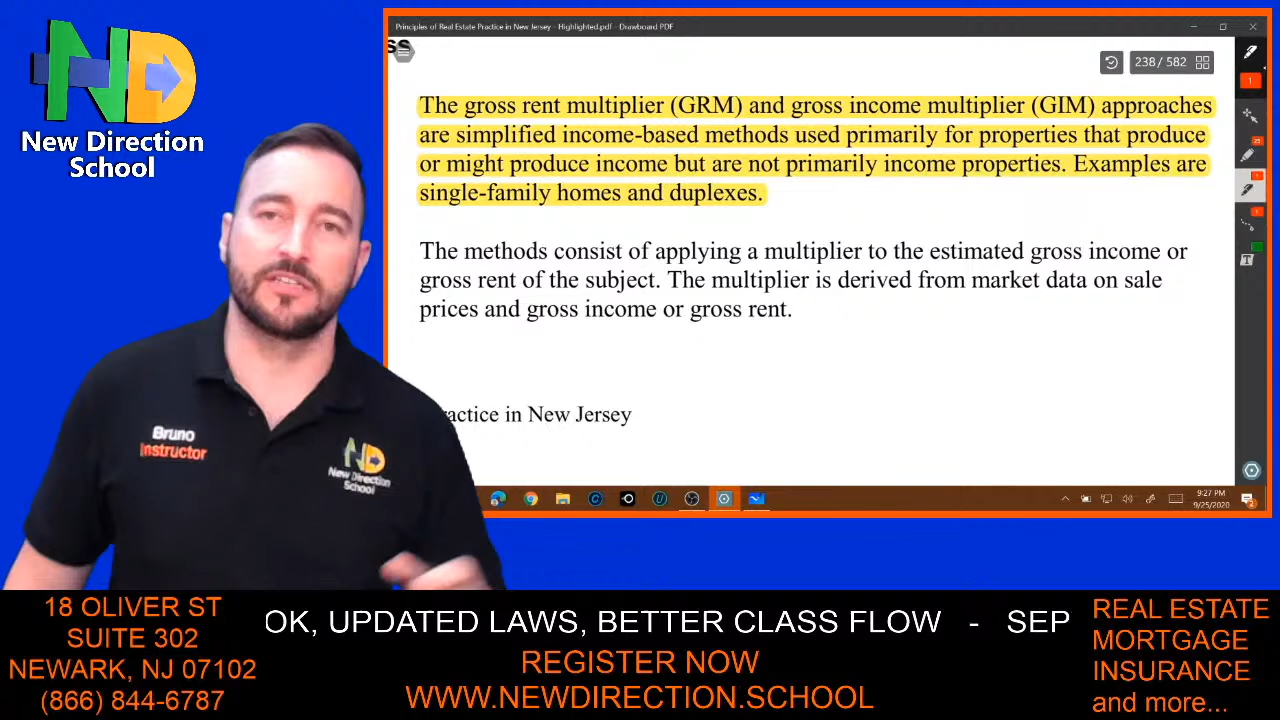 Principles of Real Estate Practice in New Jersey - Highlighted.pdf - Drawboard PDF
ND
New Direction
School
ss
238 / 582
The gross rent multiplier (GRM) and gross income multiplier (GIM) approaches
are simplified income-based methods used primarily for properties that produce
or might produce income but are not primarily income properties. Examples are
single-family homes and duplexes.
The methods consist of applying a multiplier to the estimated gross income or
gross rent of the subject. The multiplier is derived from market data on sale
prices and gross income or gross rent.
ractice in New Jersey
Bruno
Instructor
ND
New Direction
School
9:27 PM
9/25/2020
18 OLIVER ST
SUITE 302
NEWARK, NJ 07102
(866) 844-6787
OK, UPDATED LAWS, BETTER CLASS FLOW - SEP
REGISTER NOW
WWW.NEWDIRECTION.SCHOOL
REAL ESTATE
MORTGAGE
INSURANCE
and more...